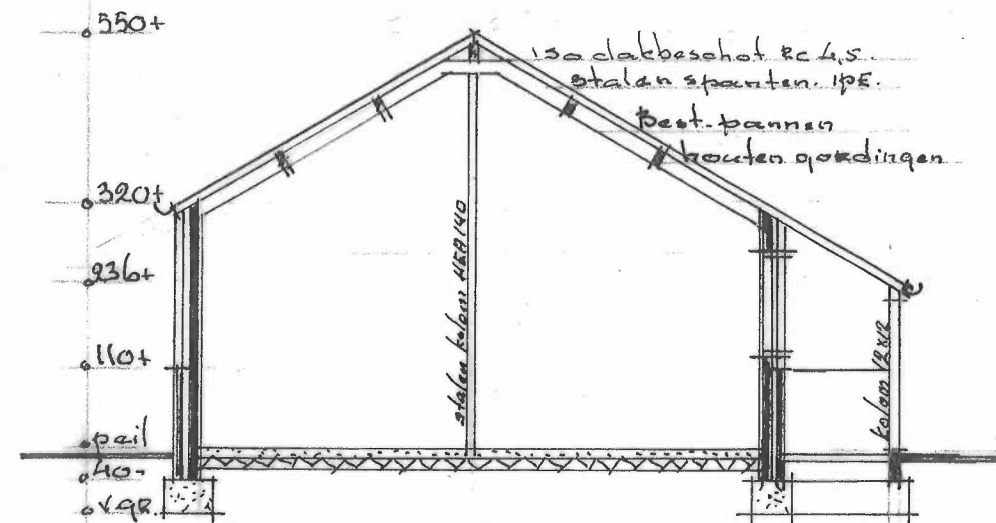 550+
iso dakbeschot Rc 4,5.
stalen spanten. IPE.
Best-pannen
houten gordingen
320+
236+
110+
peil
40-
v.gr.
stalen kolom HEA 140
kolom 12x12